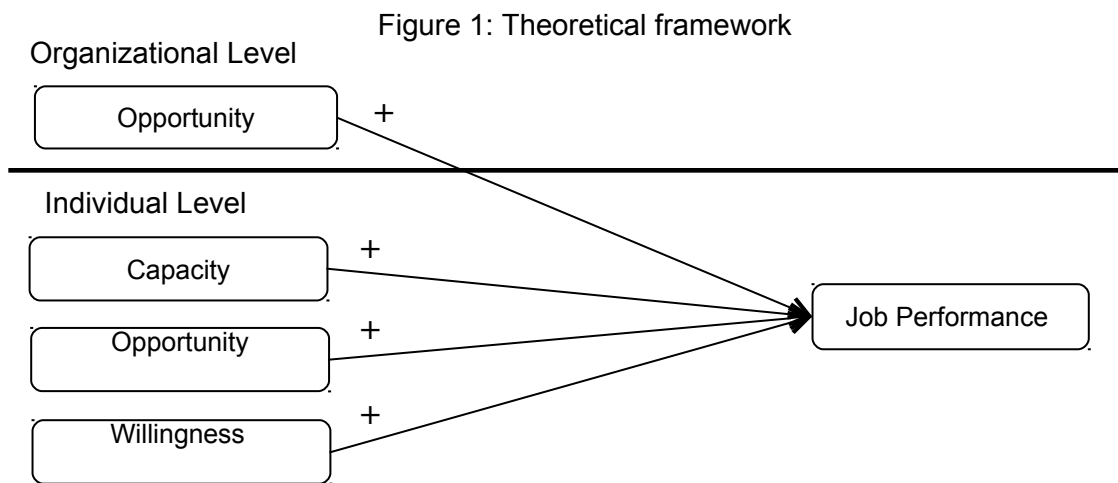 Figure 1: Theoretical framework
Organizational Level
Opportunity
+
Individual Level
Capacity
+
Opportunity
+
Willingness
+
Job Performance